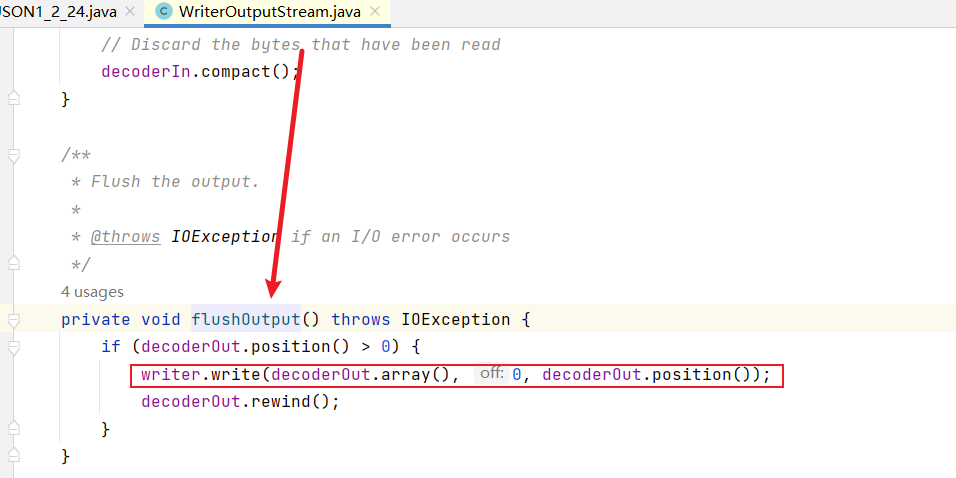 JSON1_2_24.java × C WriterOutputStream.java ×
// Discard the bytes that have been read
decoderIn.compact();
}
/**
* Flush the output.
*
* @throws IOException if an I/O error occurs
*/
4 usages
private void flushOutput() throws IOException {
if (decoderOut.position() > 0) {
writer.write(decoderOut.array(), off: 0, decoderOut.position());
decoderOut.rewind();
}
}